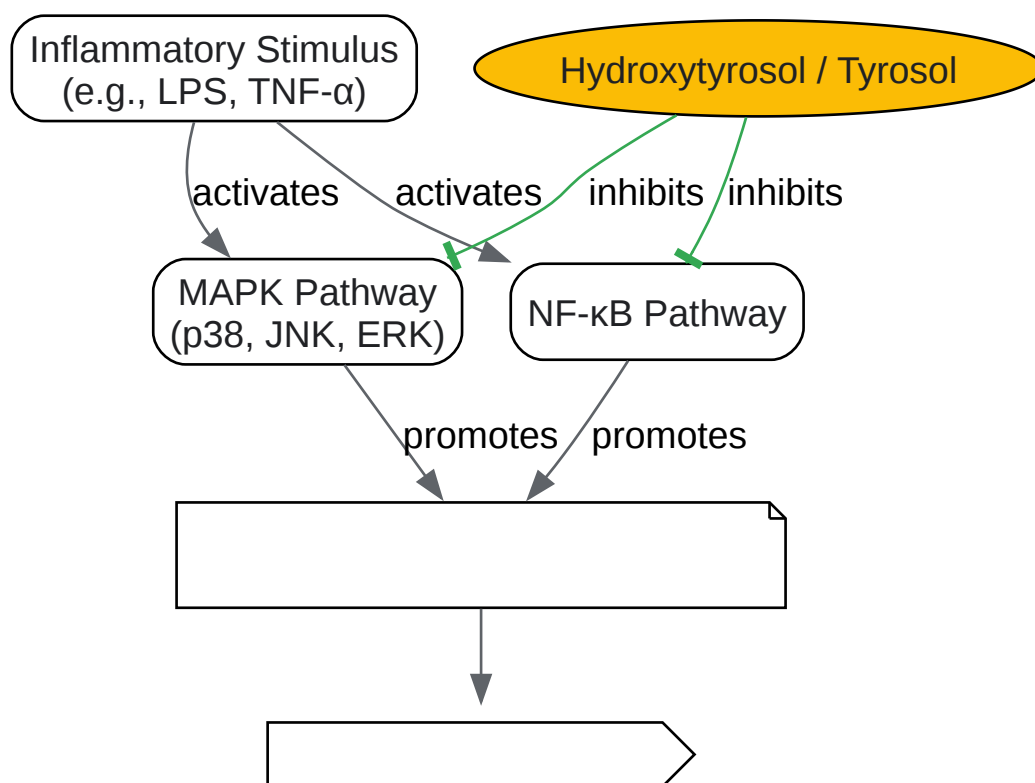 Inflammatory Stimulus
(e.g., LPS, TNF-α)
Hydroxytyrosol / Tyrosol
activates
activates
inhibits
inhibits
MAPK Pathway
(p38, JNK, ERK)
NF-κB Pathway
promotes
promotes